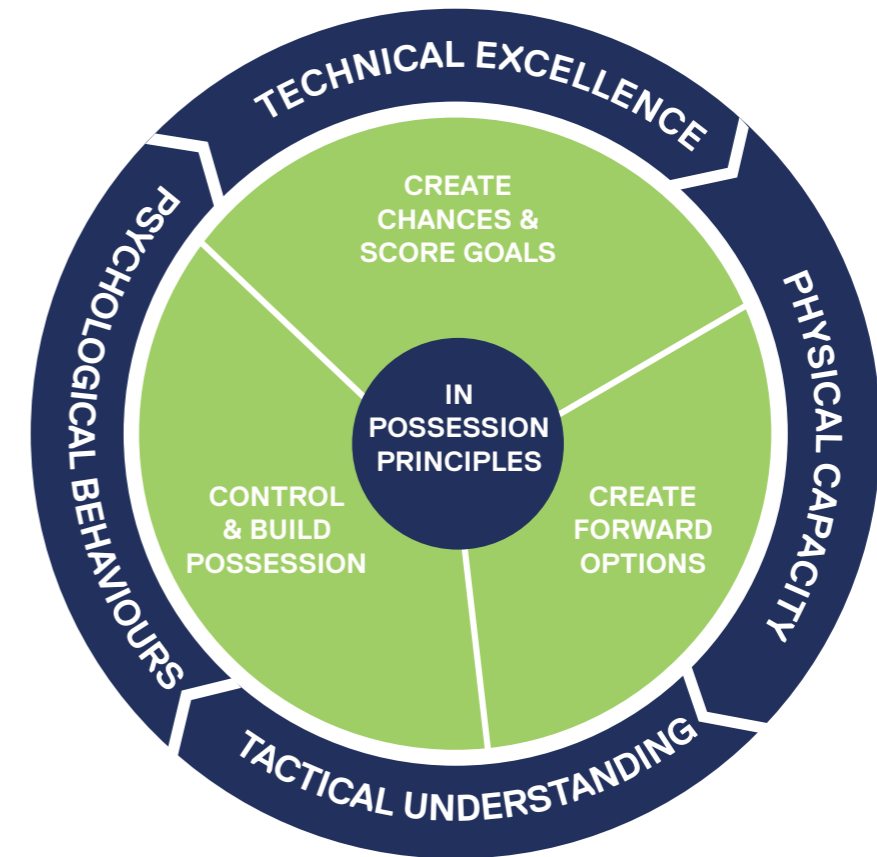 TECHNICAL EXCELLENCE
PHYSICAL CAPACITY
TACTICAL UNDERSTANDING
PSYCHOLOGICAL BEHAVIOURS
CREATE
CHANCES &
SCORE GOALS
IN
POSSESSION
PRINCIPLES
CONTROL
& BUILD
POSSESSION
CREATE
FORWARD
OPTIONS